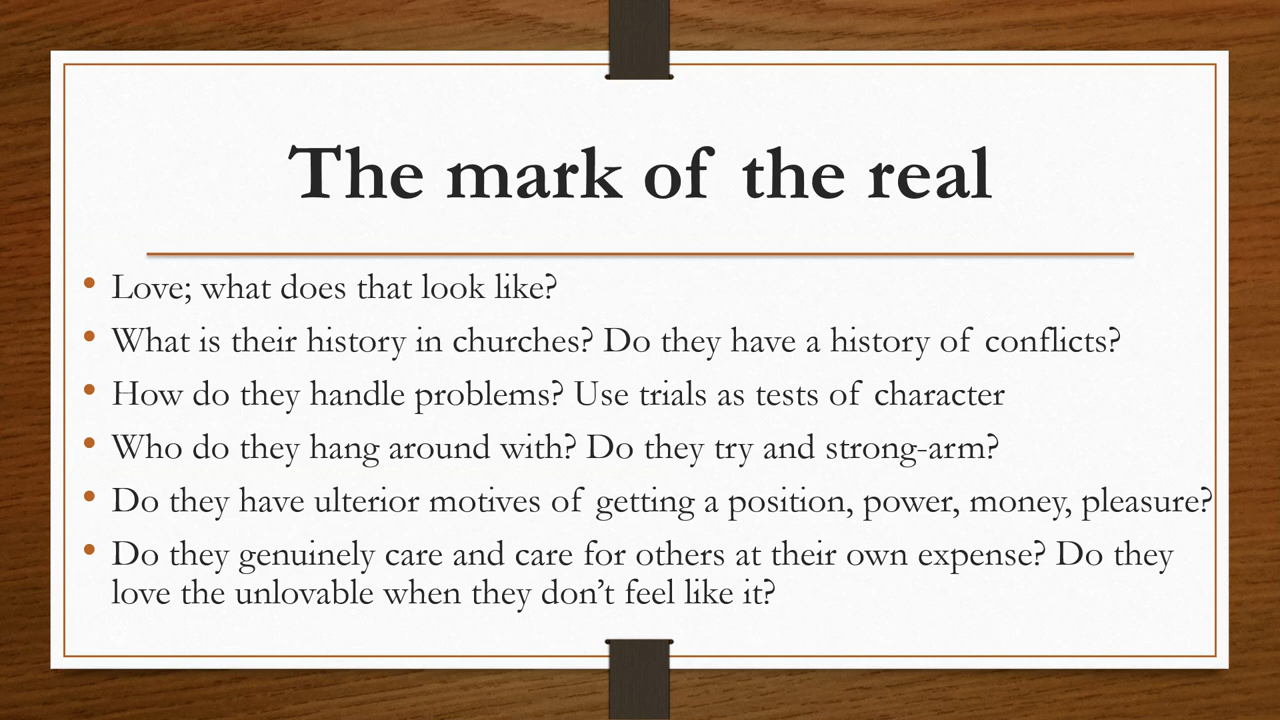 The mark of the real
• Love; what does that look like?
• What is their history in churches? Do they have a history of conflicts?
• How do they handle problems? Use trials as tests of character
• Who do they hang around with? Do they try and strong-arm?
• Do they have ulterior motives of getting a position, power, money, pleasure?
• Do they genuinely care and care for others at their own expense? Do they
love the unlovable when they don’t feel like it?